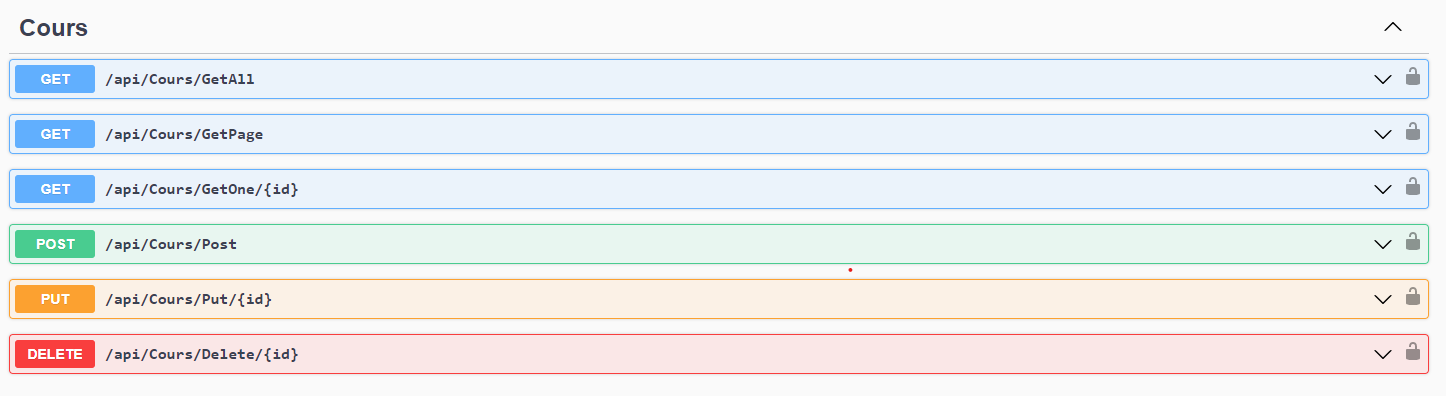 Cours
GET /api/Cours/GetAll
GET /api/Cours/GetPage
GET /api/Cours/GetOne/{id}
POST /api/Cours/Post
PUT /api/Cours/Put/{id}
DELETE /api/Cours/Delete/{id}